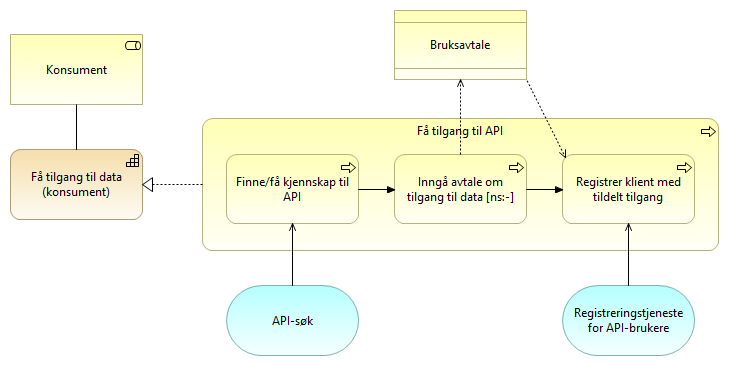 Konsument
Bruksavtale
Få tilgang til API
Få tilgang til data
(konsument)
Finne/få kjennskap til
API
Inngå avtale om
tilgang til data [ns:-]
Registrer klient med
tildelt tilgang
API-søk
Registreringstjeneste
for API-brukere